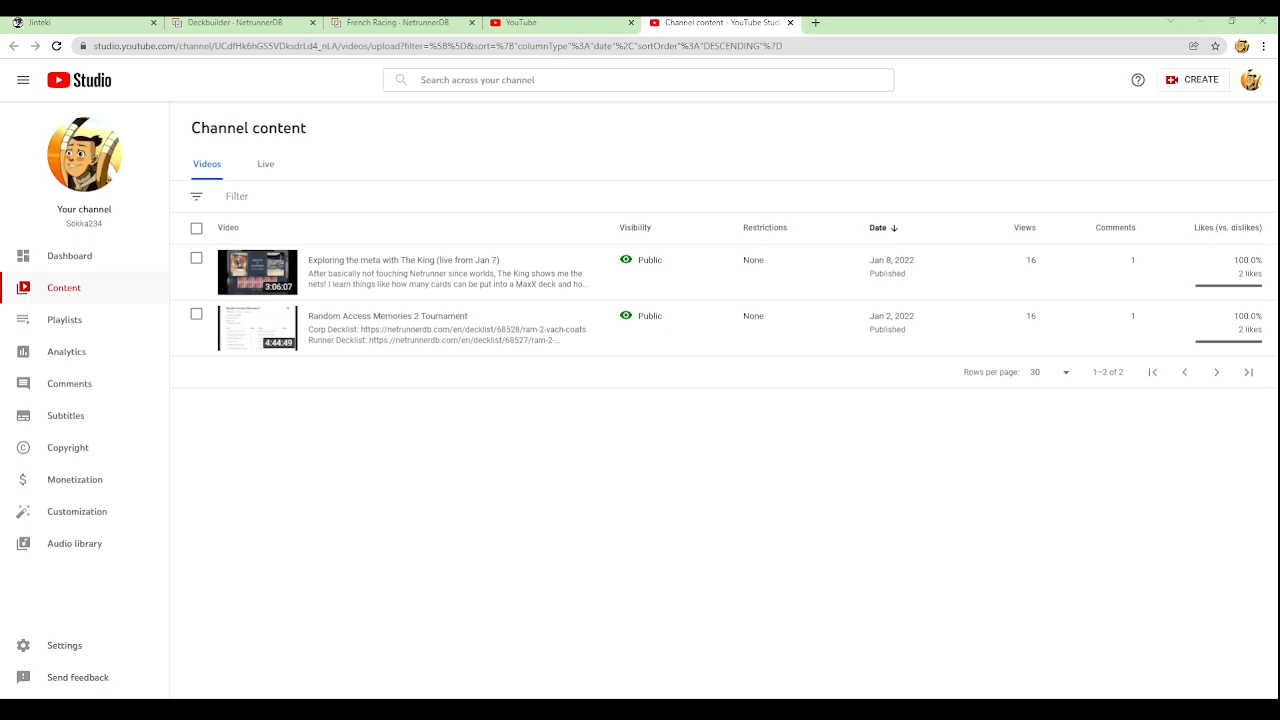 Jinteki
Deckbuilder · NetrunnerDB
French Racing · NetrunnerDB
YouTube
Channel content - YouTube Studi
studio.youtube.com/channel/UCdfHk6hGS5VDksdrLd4_nLA/videos/upload?filter=%5B%5D&sort=%7B"columnType"%3A"date"%2C"sortOrder"%3A"DESCENDING"%7D
Studio
Search across your channel
CREATE
Channel content
Videos
Live
Filter
Your channel
Sokka234
Dashboard
Content
Playlists
Analytics
Comments
Subtitles
Copyright
Monetization
Customization
Audio library
Settings
Send feedback
Video Visibility Restrictions Date Views Comments Likes (vs. dislikes)
3:06:07
Exploring the meta with The King (live from Jan 7)
After basically not touching Netrunner since worlds, The King shows me the
nets! I learn things like how many cards can be put into a MaxX deck and ho...
Public None Jan 8, 2022 16 1 100.0%
Published 2 likes
4:44:49
Random Access Memories 2 Tournament
Corp Decklist: https://netrunnerdb.com/en/decklist/68528/ram-2-vach-coats
Runner Decklist: https://netrunnerdb.com/en/decklist/68527/ram-2-...
Public None Jan 2, 2022 16 1 100.0%
Published 2 likes
Rows per page: 30 1–2 of 2